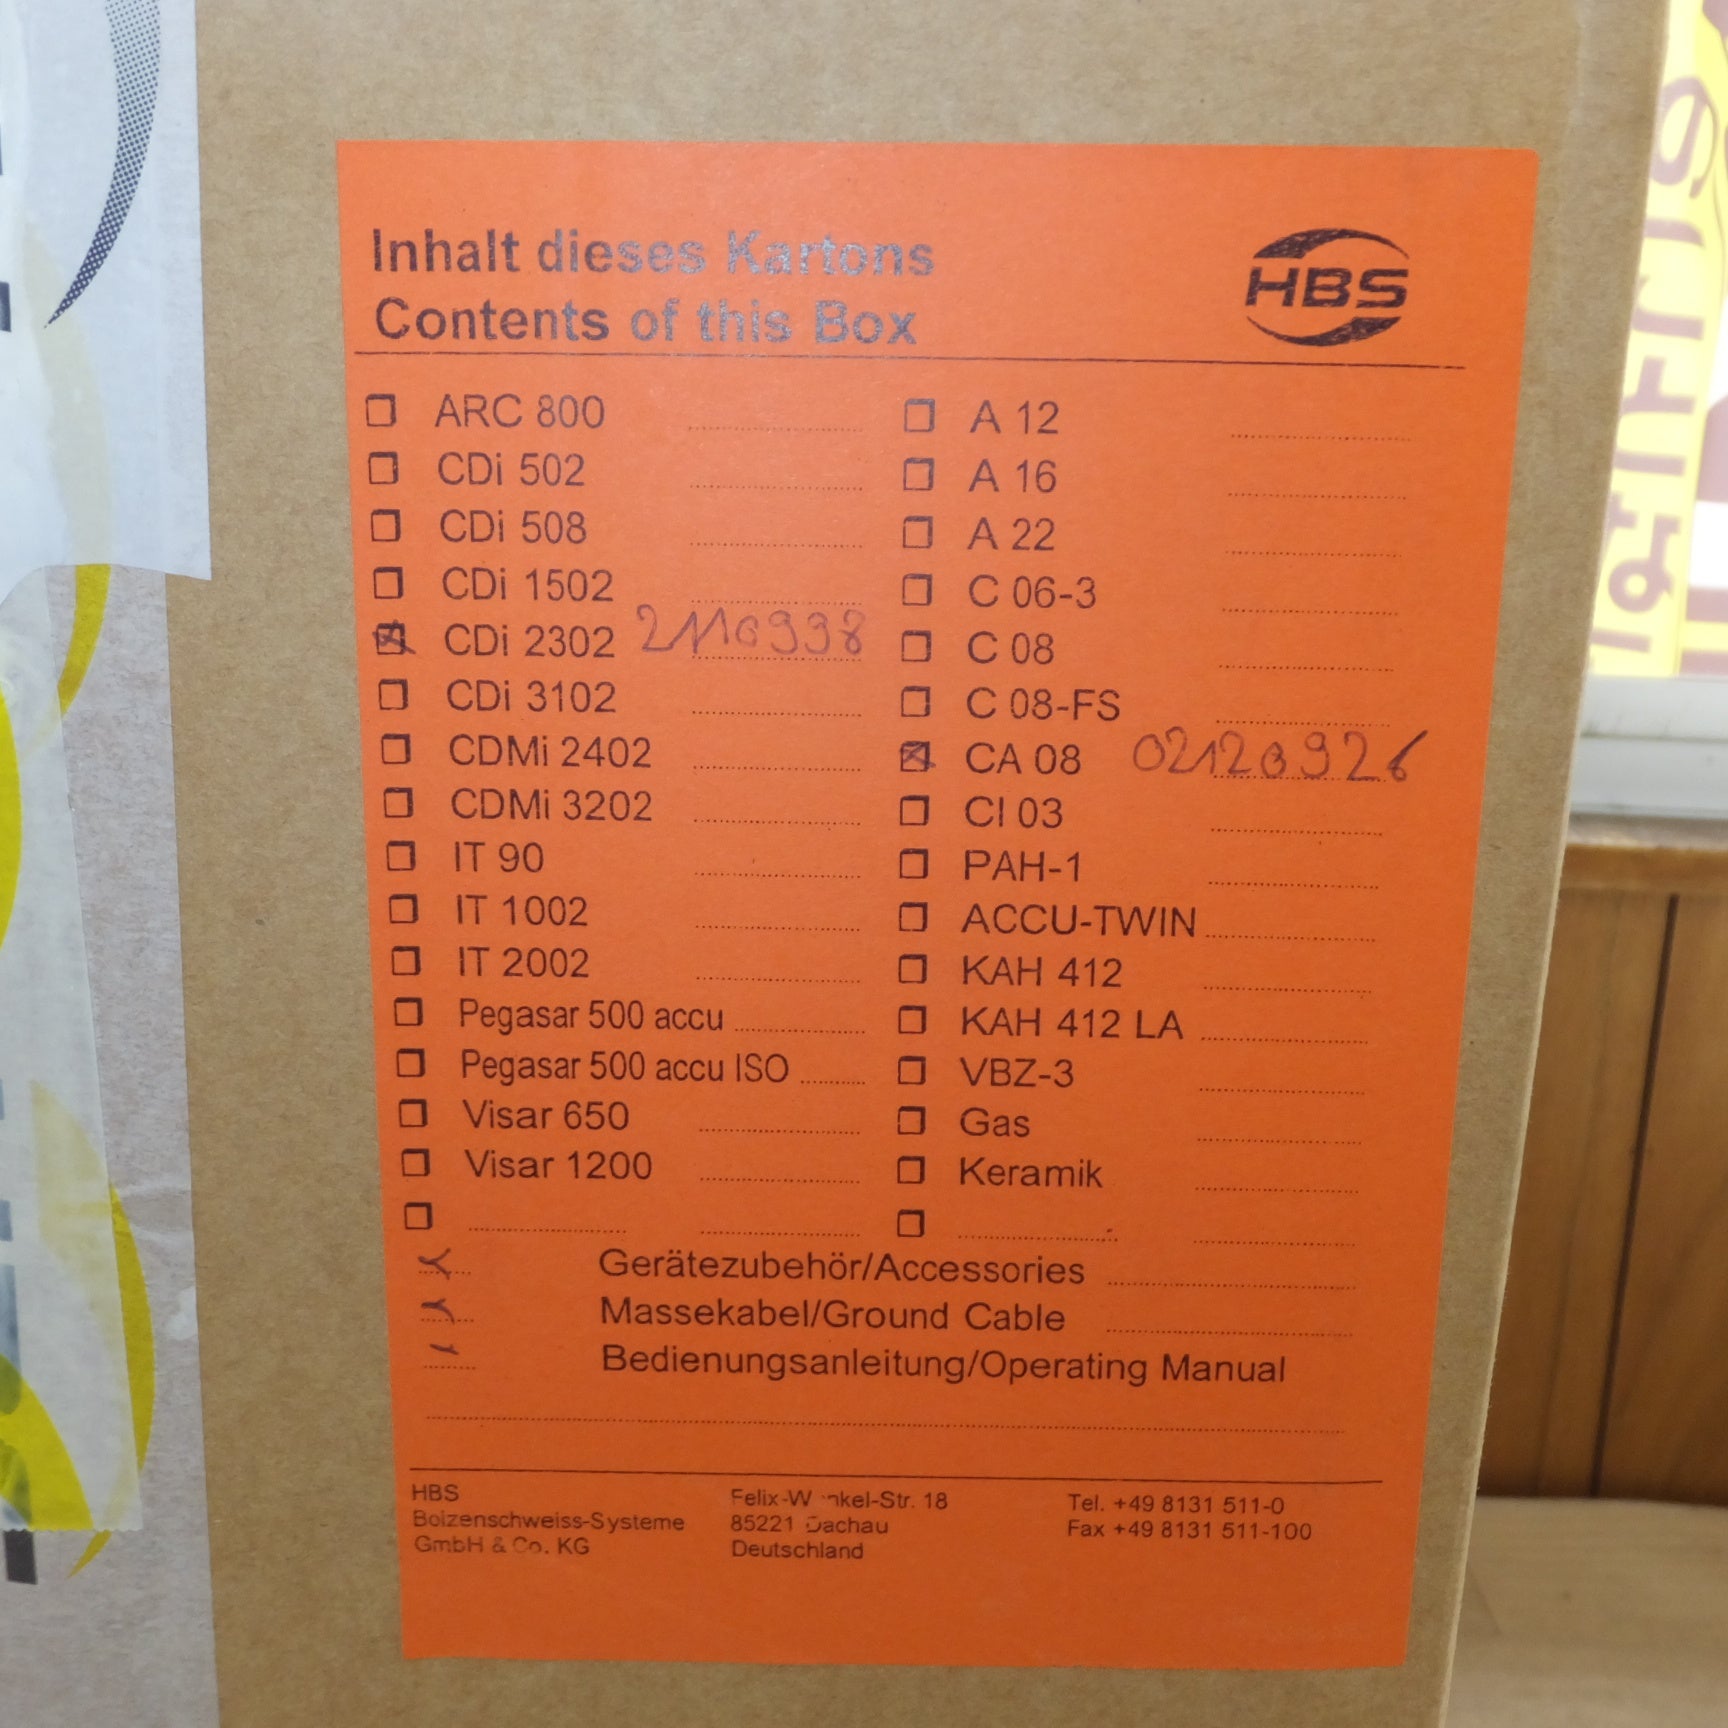 Inhalt dieses Kartons
Contents of this Box
HBS
ARC 800
CDi 502
CDi 508
CDi 1502
CDi 2302 2116998
CDi 3102
CDMi 2402
CDMi 3202
IT 90
IT 1002
IT 2002
Pegasar 500 accu
Pegasar 500 accu ISO
Visar 650
Visar 1200
A 12
A 16
A 22
C 06-3
C 08
C 08-FS
CA 08
CI 03
PAH-1
ACCU-TWIN
KAH 412
KAH 412 LA
VBZ-3
Gas
Keramik
Gerätezubehör/Accessories
Massekabel/Ground Cable
Bedienungsanleitung/Operating Manual
HBS
Bolzenschweiss-Systeme
GmbH & Co. KG
Felix-W nkel-Str. 18
85221 Dachau
Deutschland
Tel. +49 8131 511-0
Fax +49 8131 511-100